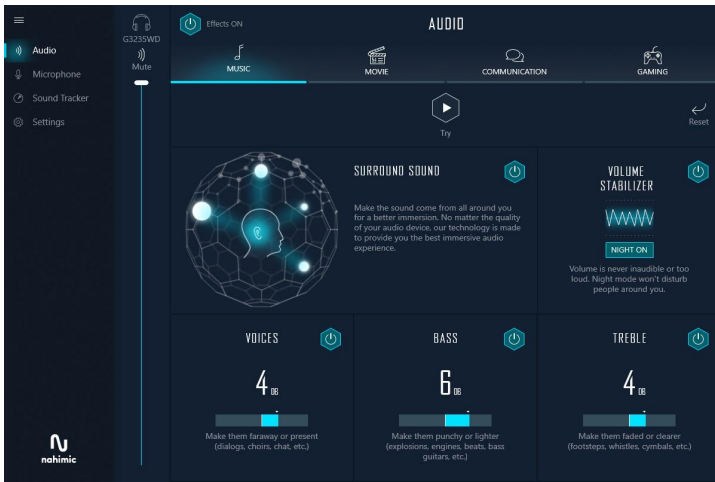 Audio
Microphone
Sound Tracker
Settings
nahimic
G3235WD
Mute
Effects ON
AUDIO
MUSIC
MOVIE
COMMUNICATION
GAMING
Try
Reset
SURROUND SOUND
Make the sound come from all around you
for a better immersion. No matter the quality
of your audio device, our technology is made
to provide you the best immersive audio
experience.
VOLUME
STABILIZER
NIGHT ON
Volume is never inaudible or too
loud. Night mode won't disturb
people around you.
VOICES
4 DB
Make them faraway or present
(dialogs, choirs, chat, etc.)
BASS
6 DB
Make them punchy or lighter
(explosions, engines, beats, bass
guitars, etc.)
TREBLE
4 DB
Make them faded or clearer
(footsteps, whistles, cymbals, etc.)